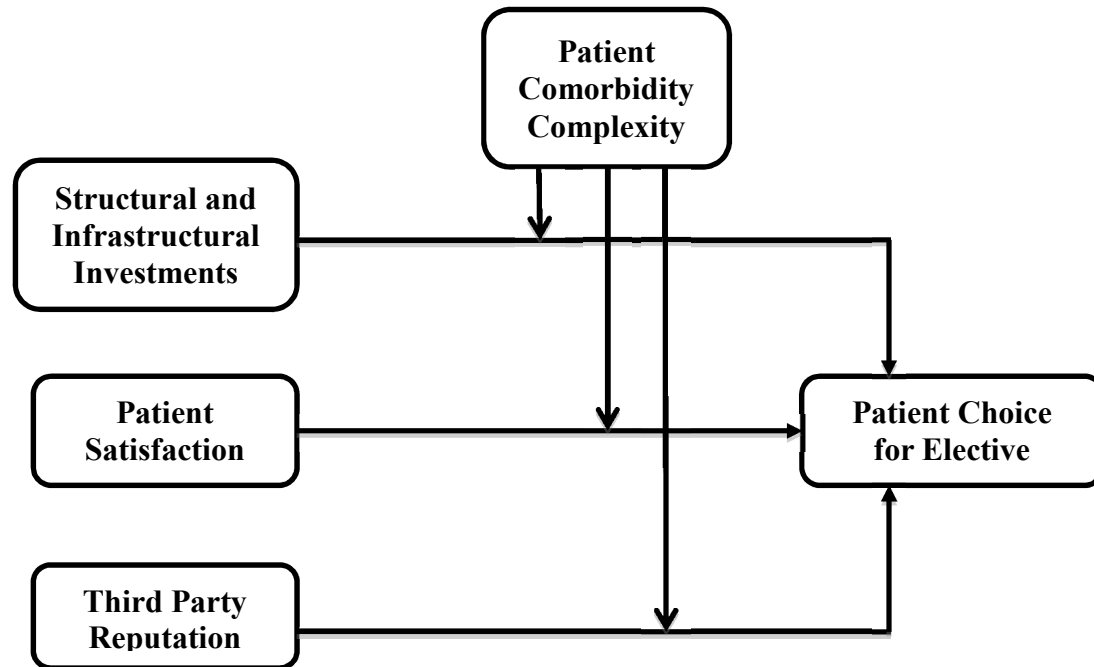 Patient
Comorbidity
Complexity
Structural and
Infrastructural
Investments
Patient
Satisfaction
Patient Choice
for Elective
Third Party
Reputation